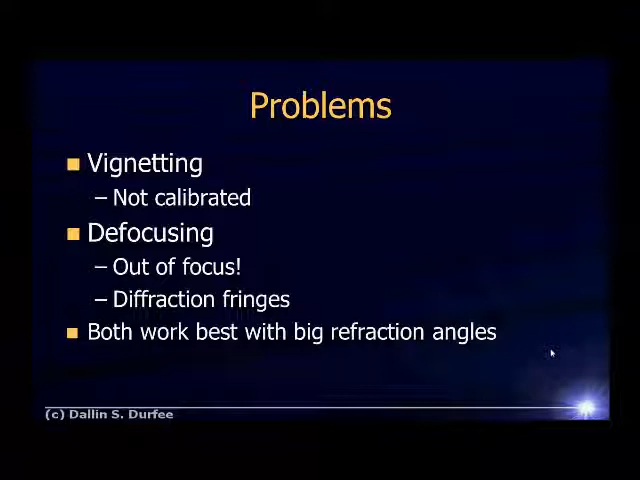 Problems
Vignetting
– Not calibrated
Defocusing
– Out of focus!
– Diffraction fringes
Both work best with big refraction angles
(c) Dallin S. Durfee